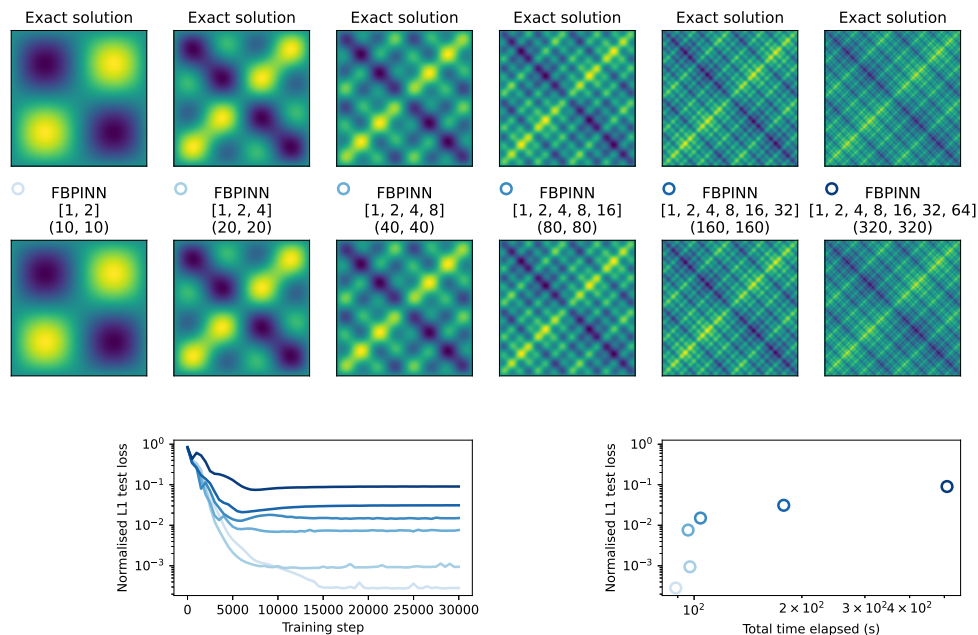 Exact solution Exact solution Exact solution Exact solution Exact solution Exact solution
FBPINN FBPINN FBPINN FBPINN FBPINN FBPINN
[1, 2] [1, 2, 4] [1, 2, 4, 8] [1, 2, 4, 8, 16] [1, 2, 4, 8, 16, 32] [1, 2, 4, 8, 16, 32, 64]
(10, 10) (20, 20) (40, 40) (80, 80) (160, 160) (320, 320)
Normalised L1 test loss
10⁰
10⁻¹
10⁻²
10⁻³
0 5000 10000 15000 20000 25000 30000
Training step
Normalised L1 test loss
10⁰
10⁻¹
10⁻²
10⁻³
10² 2 × 10² 3 × 10² 4 × 10²
Total time elapsed (s)